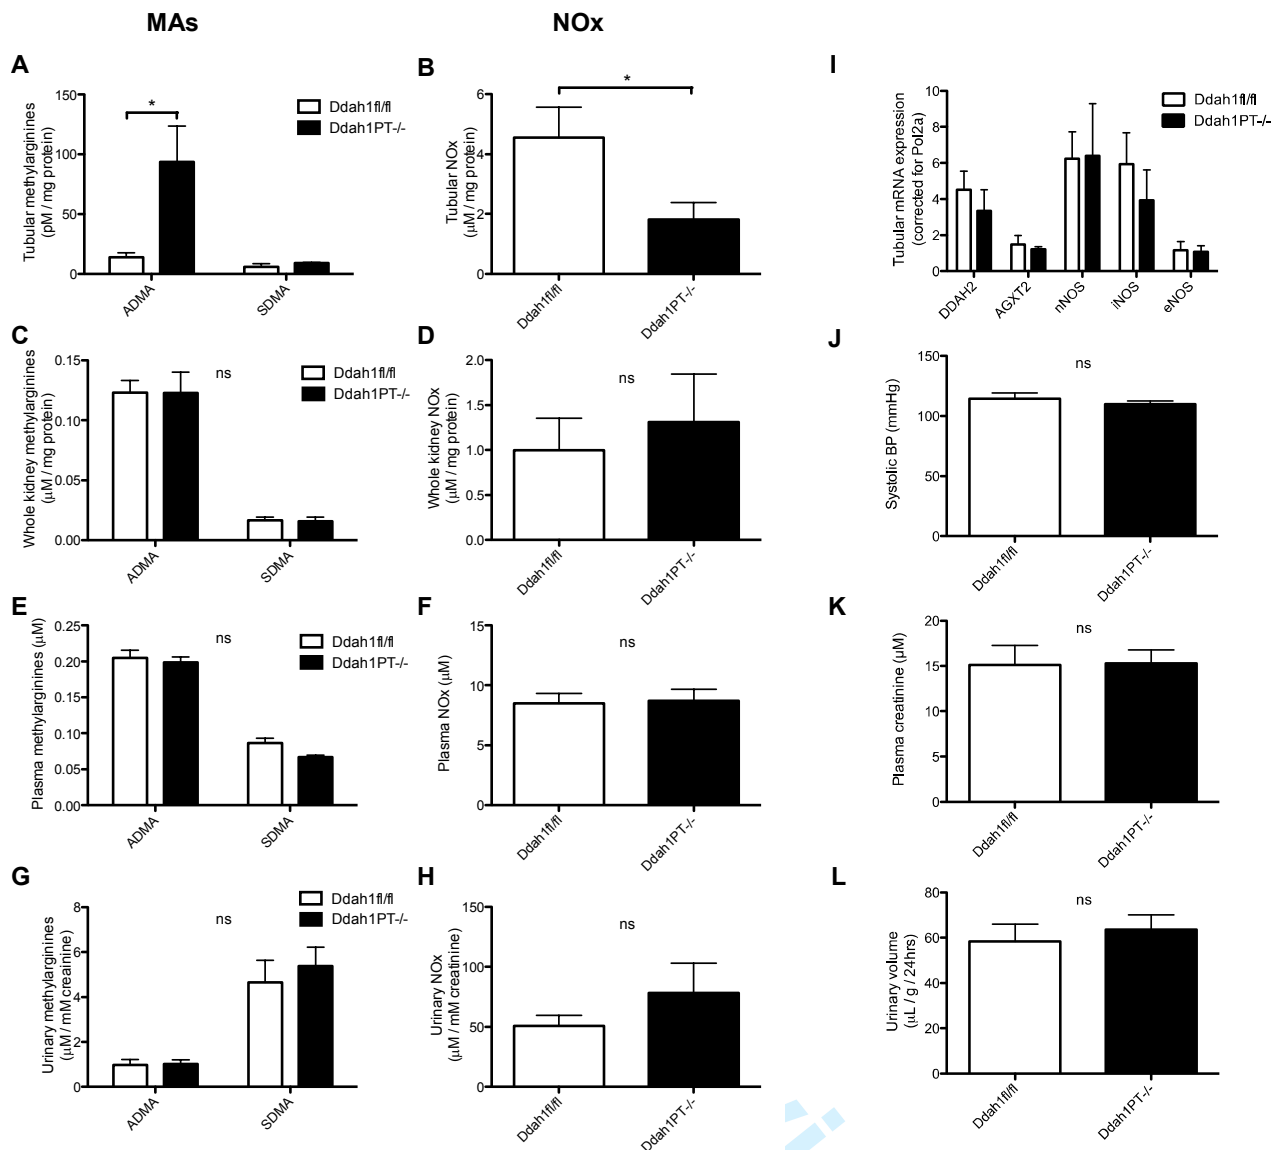 MAs
NOx
A
Tubular methylarginines
(pM / mg protein)
150
100
50
0
*
Ddah1fl/fl
Ddah1PT-/-
ADMA
SDMA
B
Tubular NOx
(μM / mg protein)
6
4
2
0
*
Ddah1fl/fl
Ddah1PT-/-
I
Tubular mRNA expression
(corrected for Pol2a)
10
8
6
4
2
0
Ddah1fl/fl
Ddah1PT-/-
DDAH2
AGXT2
nNOS
iNOS
eNOS
C
Whole kidney methylarginines
(μM / mg protein)
0.15
0.10
0.05
0.00
ns
Ddah1fl/fl
Ddah1PT-/-
ADMA
SDMA
D
Whole kidney NOx
(μM / mg protein)
2.0
1.5
1.0
0.5
0.0
ns
Ddah1fl/fl
Ddah1PT-/-
J
Systolic BP (mmHg)
150
100
50
0
ns
Ddah1fl/fl
Ddah1PT-/-
E
Plasma methylarginines (μM)
0.25
0.20
0.15
0.10
0.05
0.00
ns
Ddah1fl/fl
Ddah1PT-/-
ADMA
SDMA
F
Plasma NOx (μM)
15
10
5
0
ns
Ddah1fl/fl
Ddah1PT-/-
K
Plasma creatinine (μM)
20
15
10
5
0
ns
Ddah1fl/fl
Ddah1PT-/-
G
Urinary methylarginines
(μM / mM creainine)
8
6
4
2
0
ns
Ddah1fl/fl
Ddah1PT-/-
ADMA
SDMA
H
Urinary NOx
(μM / mM creatinine)
150
100
50
0
ns
Ddah1fl/fl
Ddah1PT-/-
L
Urinary volume
(μL / g / 24hrs)
80
60
40
20
0
ns
Ddah1fl/fl
Ddah1PT-/-